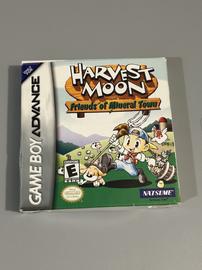 GAME BOY ADVANCE
HARVEST
MOON
Friends of Mineral Town
E
NATSUME